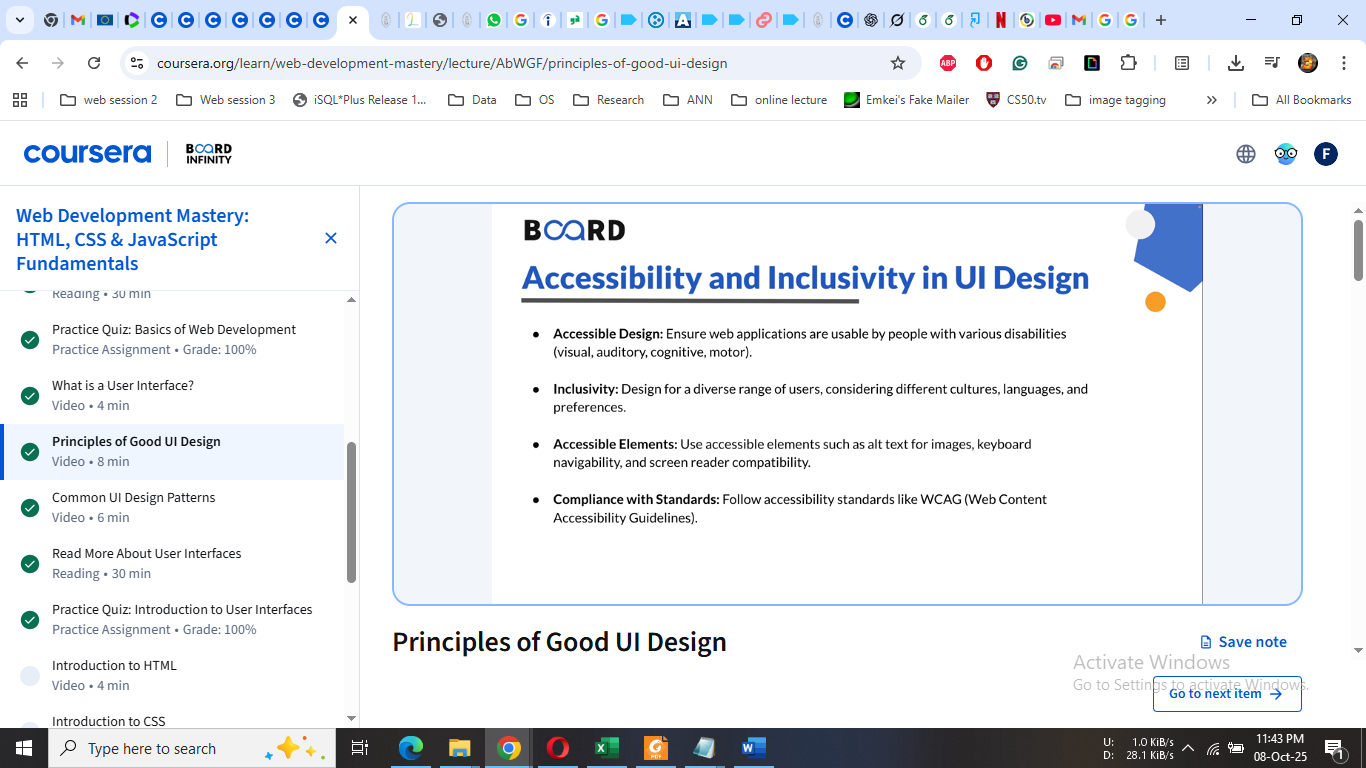 coursera.org/learn/web-development-mastery/lecture/AbWGF/principles-of-good-ui-design
ABP
web session 2
Web session 3
iSQL*Plus Release 1...
Data
OS
Research
ANN
online lecture
Emkei's Fake Mailer
CS50.tv
image tagging
»
All Bookmarks
coursera
BOARD
INFINITY
F
Web Development Mastery:
HTML, CSS & JavaScript
Fundamentals
Reading • 30 min
Practice Quiz: Basics of Web Development
Practice Assignment • Grade: 100%
What is a User Interface?
Video • 4 min
Principles of Good UI Design
Video • 8 min
Common UI Design Patterns
Video • 6 min
Read More About User Interfaces
Reading • 30 min
Practice Quiz: Introduction to User Interfaces
Practice Assignment • Grade: 100%
Introduction to HTML
Video • 4 min
Introduction to CSS
BOARD
Accessibility and Inclusivity in UI Design
• Accessible Design: Ensure web applications are usable by people with various disabilities
(visual, auditory, cognitive, motor).
• Inclusivity: Design for a diverse range of users, considering different cultures, languages, and
preferences.
• Accessible Elements: Use accessible elements such as alt text for images, keyboard
navigability, and screen reader compatibility.
• Compliance with Standards: Follow accessibility standards like WCAG (Web Content
Accessibility Guidelines).
Principles of Good UI Design
Save note
Activate Windows
Go to Settings to activate Windows.
Go to next item →
Type here to search
U: 1.0 KiB/s
D: 28.1 KiB/s
11:43 PM
08-Oct-25
1